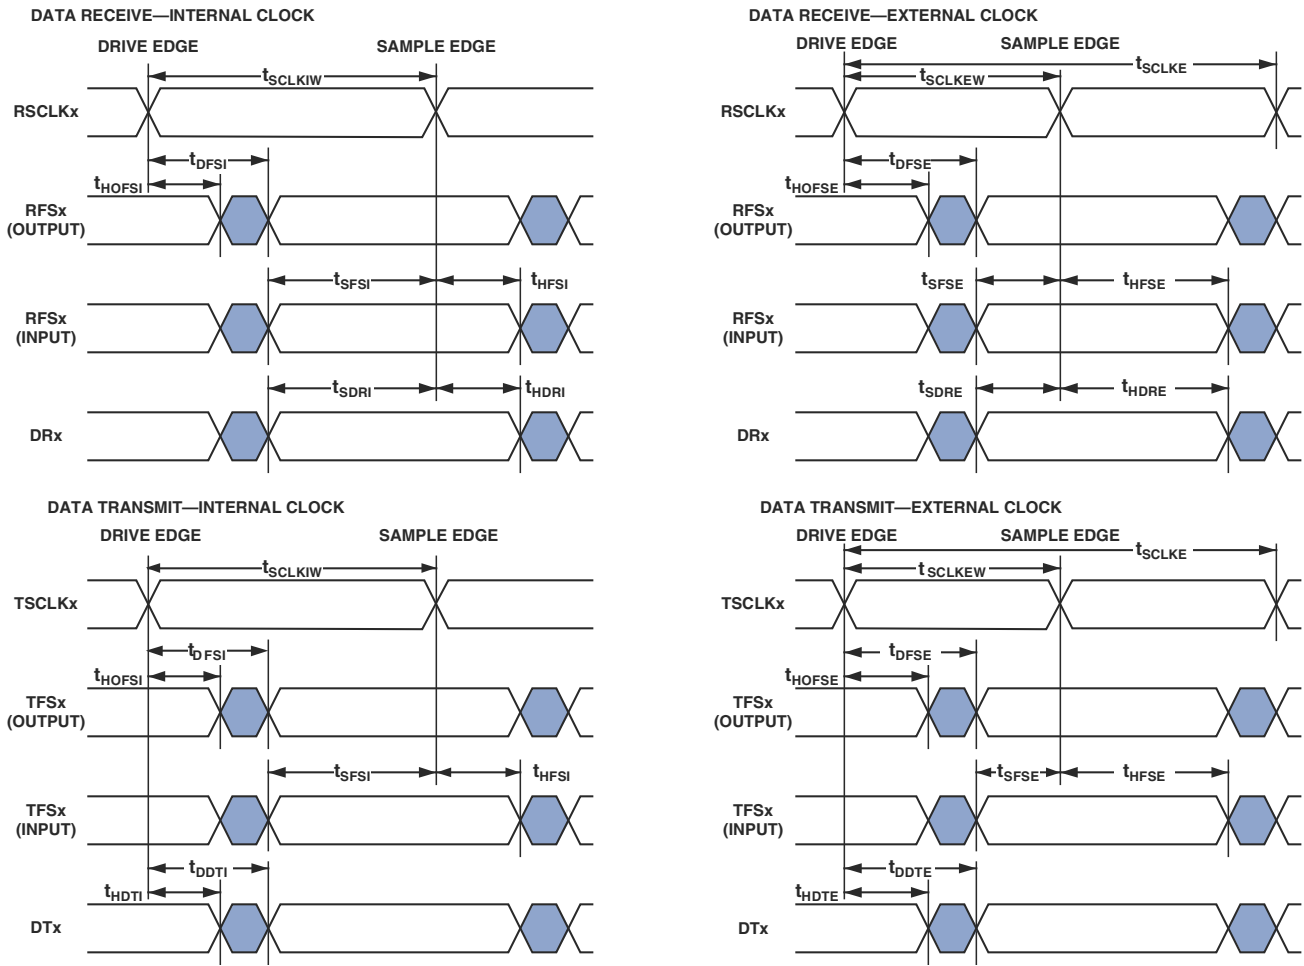 DATA RECEIVE—INTERNAL CLOCK
DRIVE EDGE
SAMPLE EDGE
tSCLKIW
RSCLKx
tDFSI
tHOFSI
RFSx
(OUTPUT)
tSFSI
tHFSI
RFSx
(INPUT)
tSDRI
tHDRI
DRx
DATA RECEIVE—EXTERNAL CLOCK
DRIVE EDGE
SAMPLE EDGE
tSCLKE
tSCLKEW
RSCLKx
tDFSE
tHOFSE
RFSx
(OUTPUT)
tSFSE
tHFSE
RFSx
(INPUT)
tSDRE
tHDRE
DRx
DATA TRANSMIT—INTERNAL CLOCK
DRIVE EDGE
SAMPLE EDGE
tSCLKIW
TSCLKx
tDFSI
tHOFSI
TFSx
(OUTPUT)
tSFSI
tHFSI
TFSx
(INPUT)
tDDTI
tHDTI
DTx
DATA TRANSMIT—EXTERNAL CLOCK
DRIVE EDGE
SAMPLE EDGE
tSCLKE
tSCLKEW
TSCLKx
tDFSE
tHOFSE
TFSx
(OUTPUT)
tSFSE
tHFSE
TFSx
(INPUT)
tDDTE
tHDTE
DTx